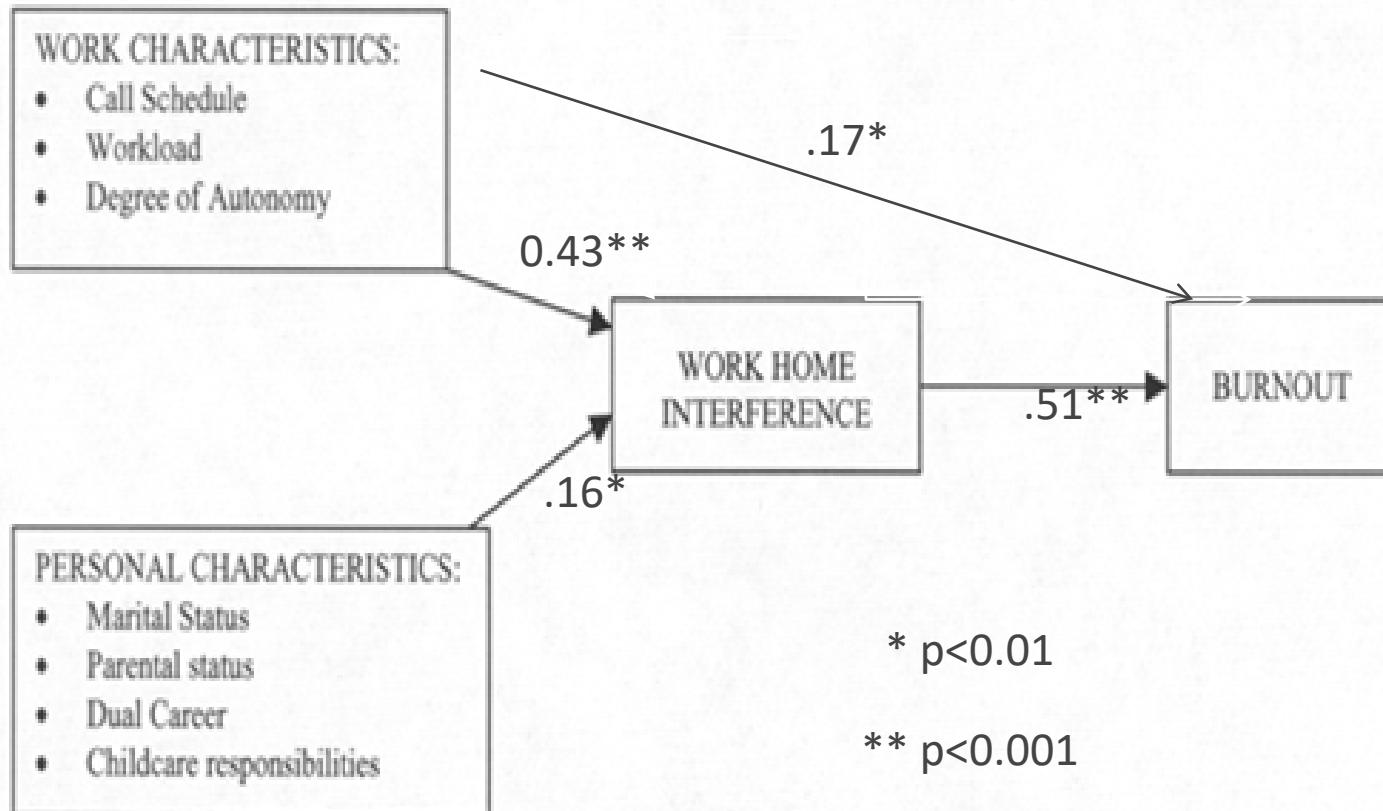 WORK CHARACTERISTICS:
• Call Schedule
• Workload
• Degree of Autonomy
.17*
0.43**
WORK HOME
INTERFERENCE
.51**
BURNOUT
.16*
PERSONAL CHARACTERISTICS:
• Marital Status
• Parental status
• Dual Career
• Childcare responsibilities
* p<0.01
** p<0.001